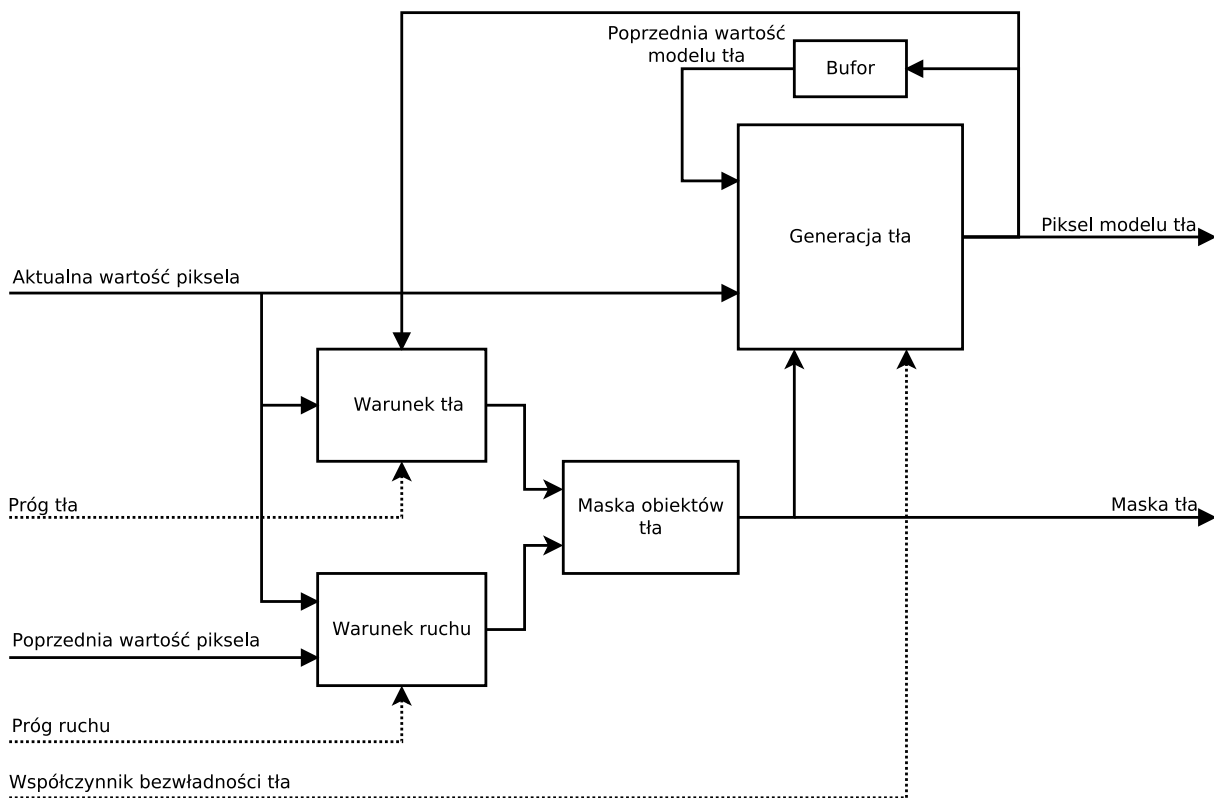 Poprzednia wartość
modelu tła
Bufor
Generacja tła
Piksel modelu tła
Aktualna wartość piksela
Warunek tła
Próg tła
Maska obiektów
tła
Maska tła
Warunek ruchu
Poprzednia wartość piksela
Próg ruchu
Współczynnik bezwładności tła